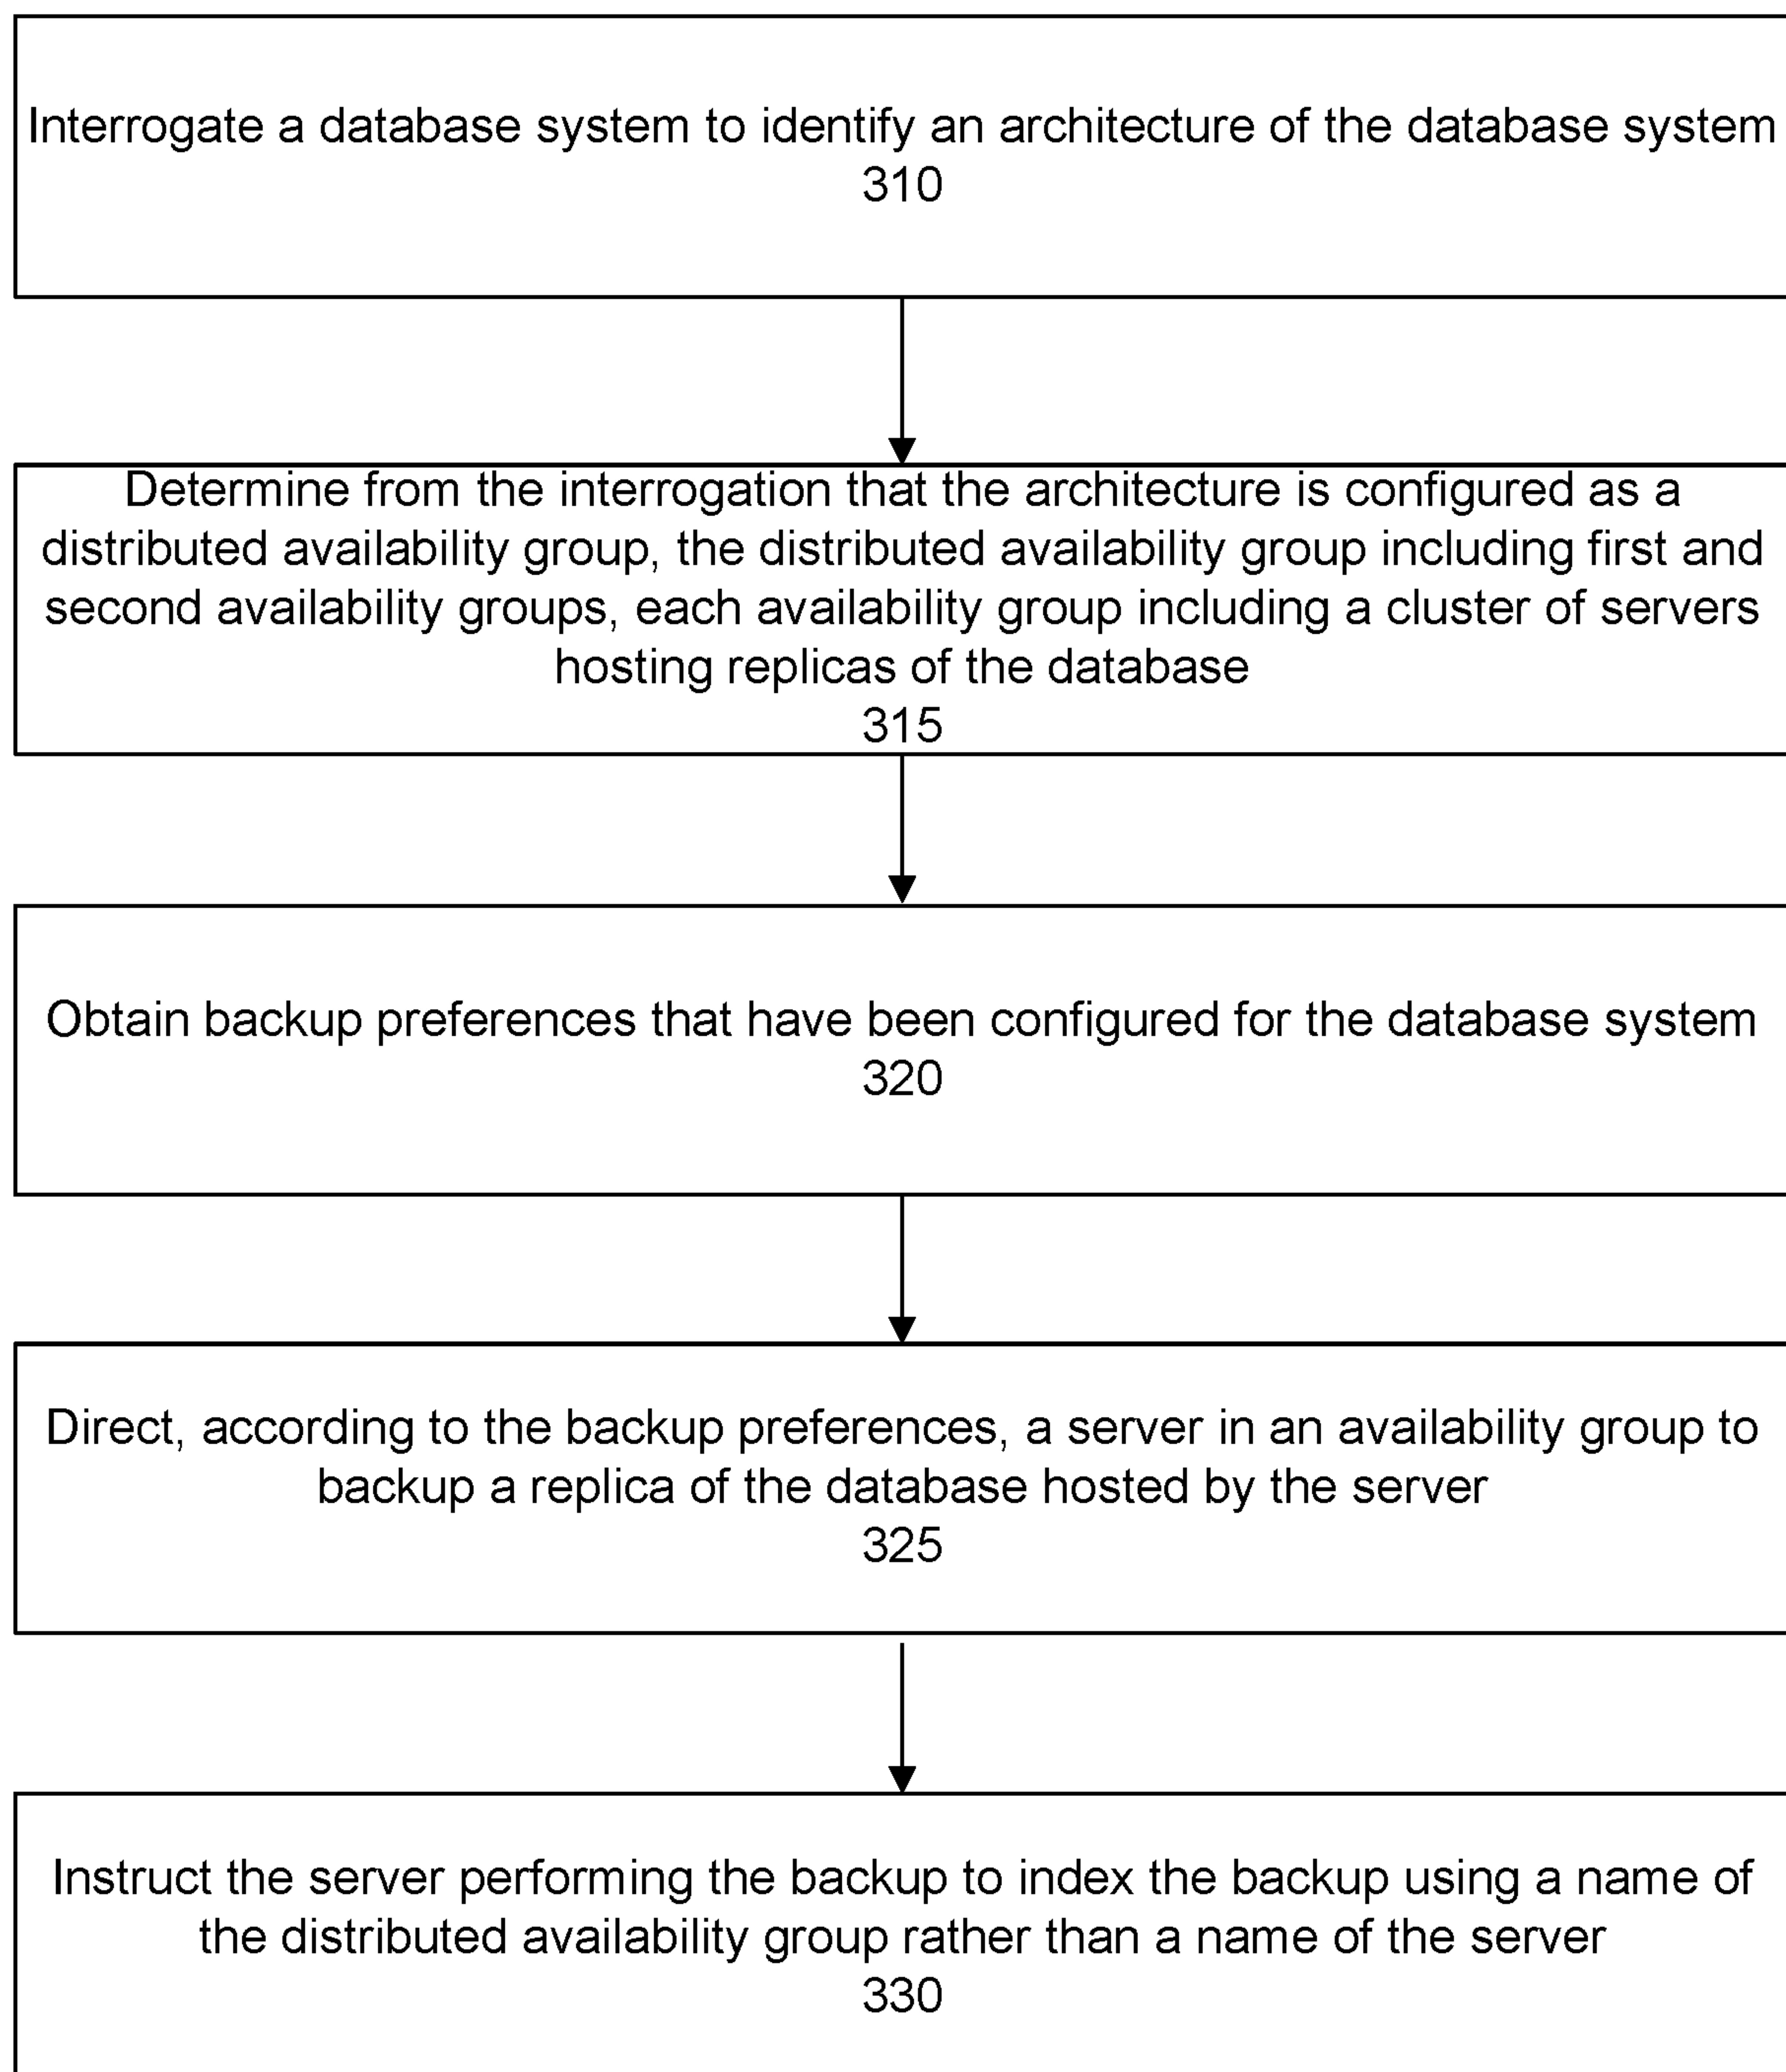 Interrogate a database system to identify an architecture of the database system
310
Determine from the interrogation that the architecture is configured as a
distributed availability group, the distributed availability group including first and
second availability groups, each availability group including a cluster of servers
hosting replicas of the database
315
Obtain backup preferences that have been configured for the database system
320
Direct, according to the backup preferences, a server in an availability group to
backup a replica of the database hosted by the server
325
Instruct the server performing the backup to index the backup using a name of
the distributed availability group rather than a name of the server
330